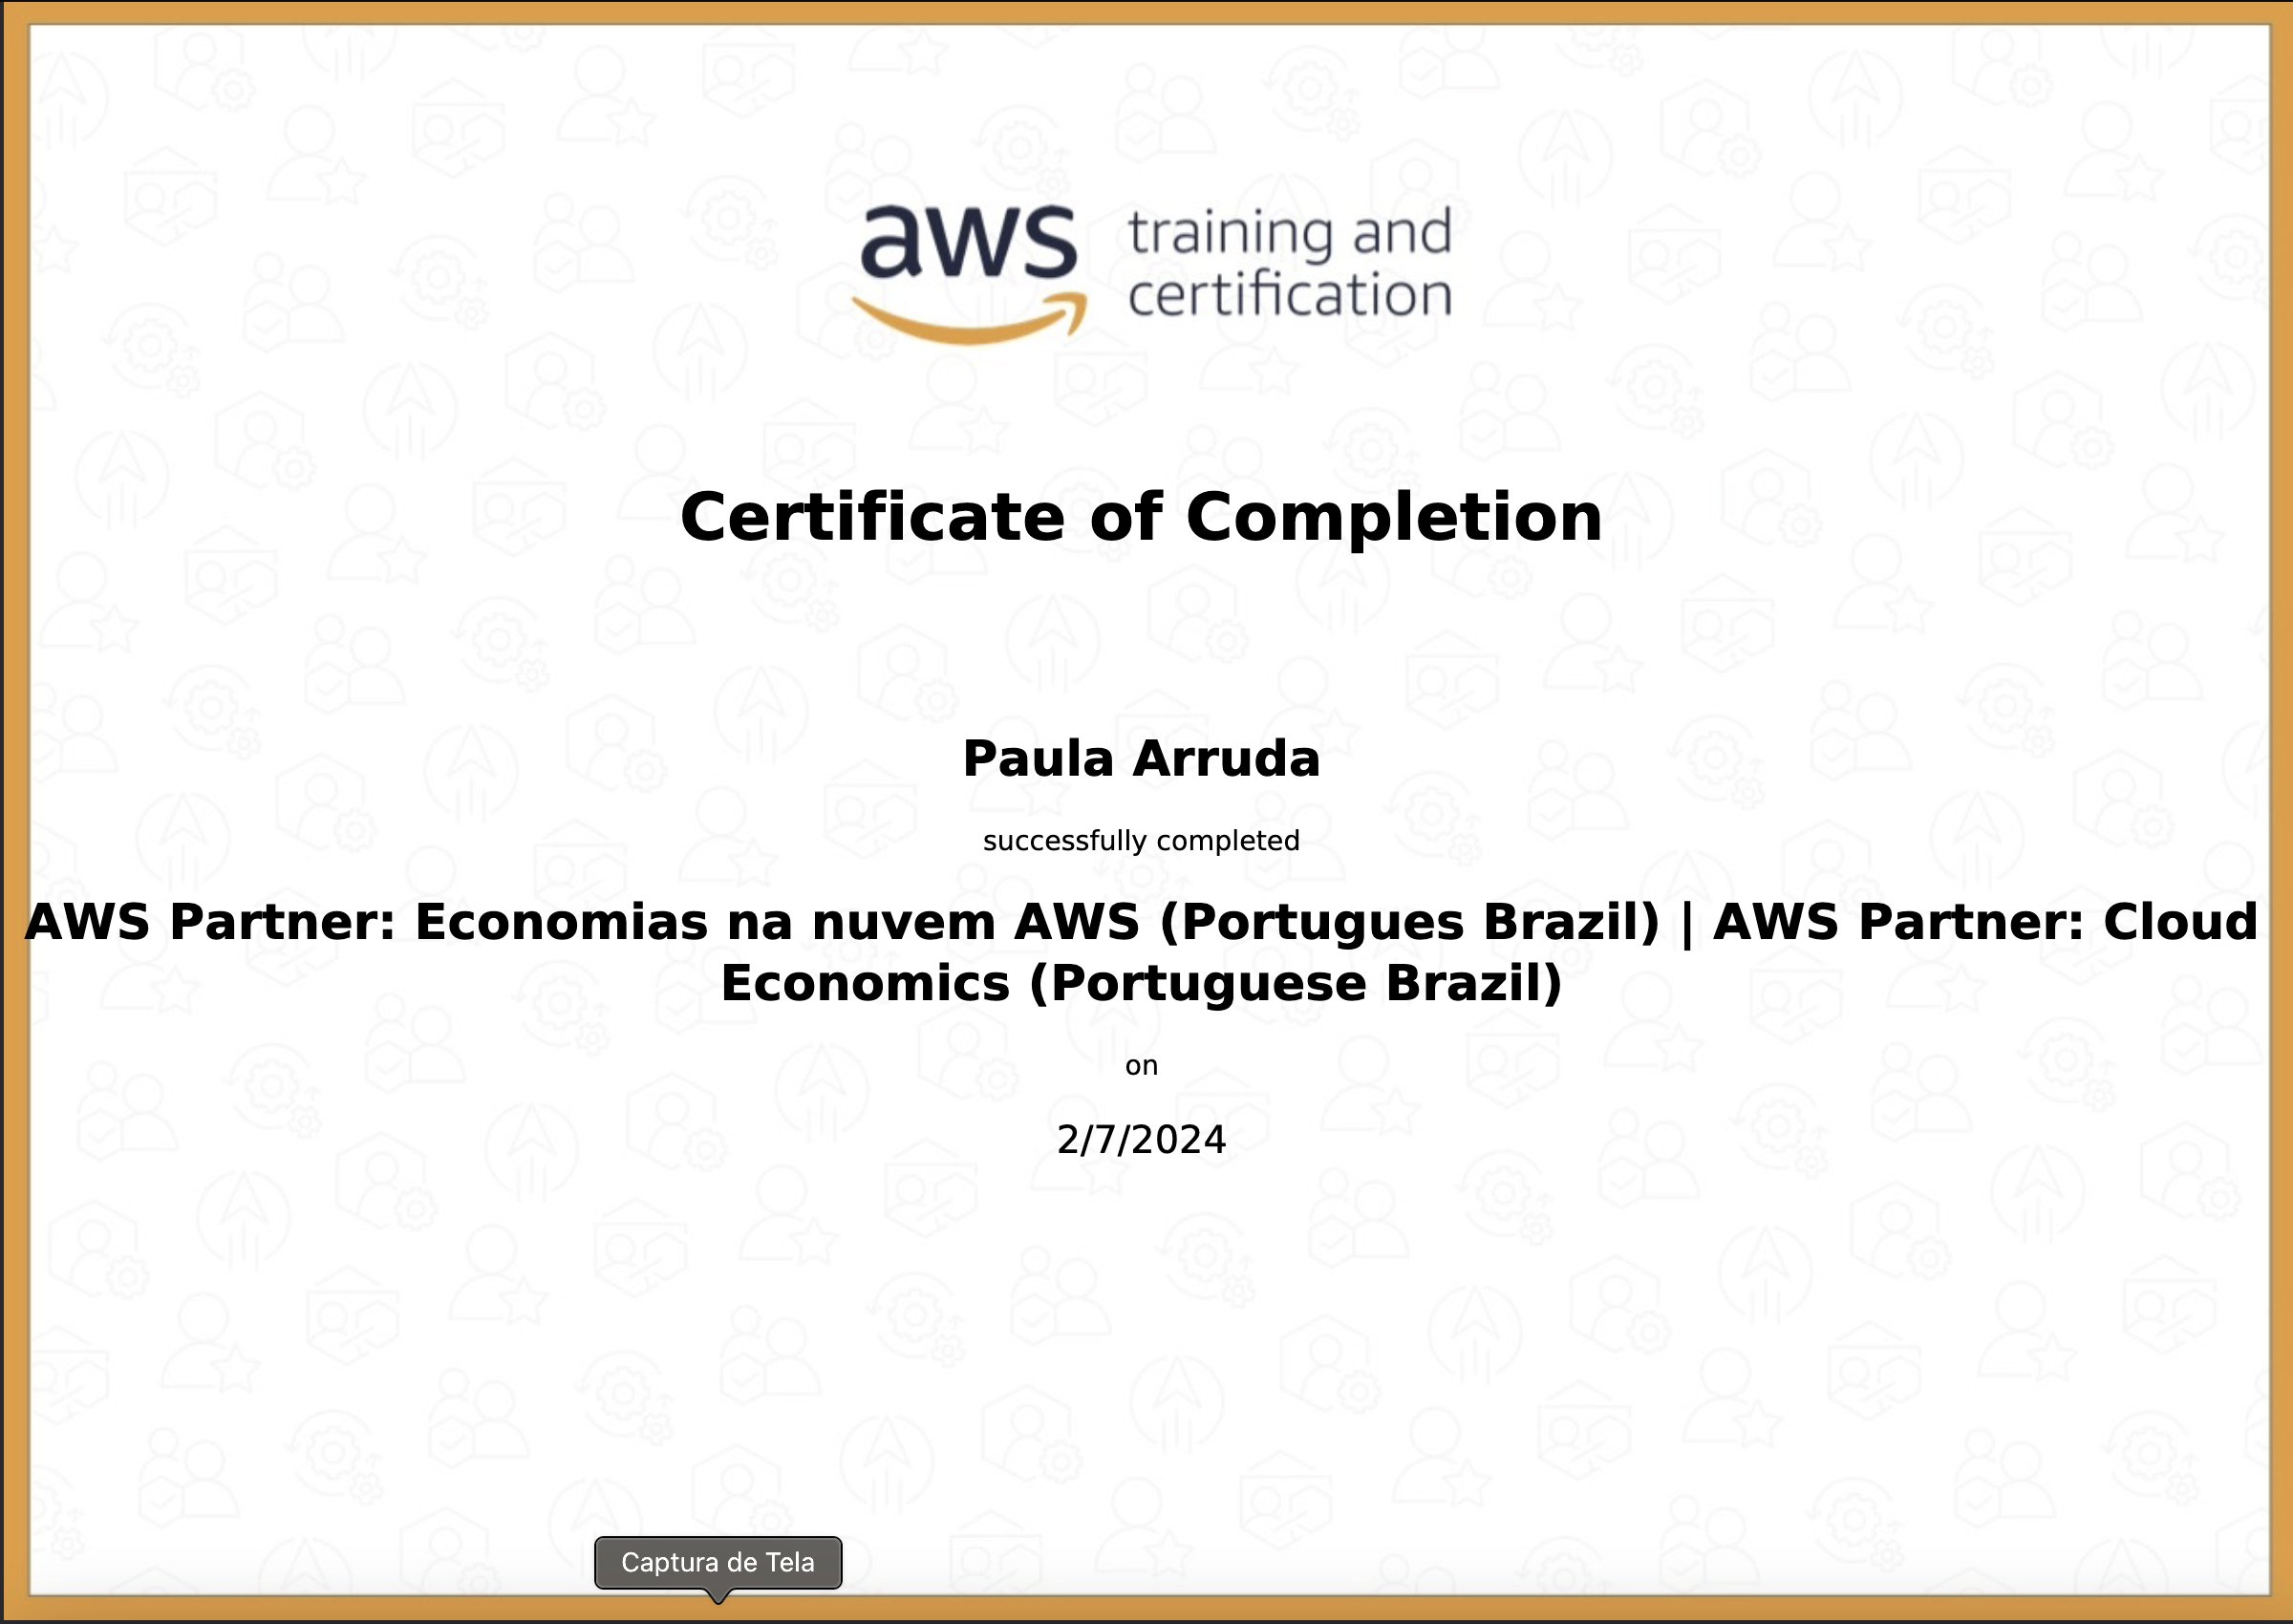 aws training and
certification
Certificate of Completion
Paula Arruda
successfully completed
AWS Partner: Economias na nuvem AWS (Portugues Brazil) | AWS Partner: Cloud
Economics (Portuguese Brazil)
on
2/7/2024
Captura de Tela